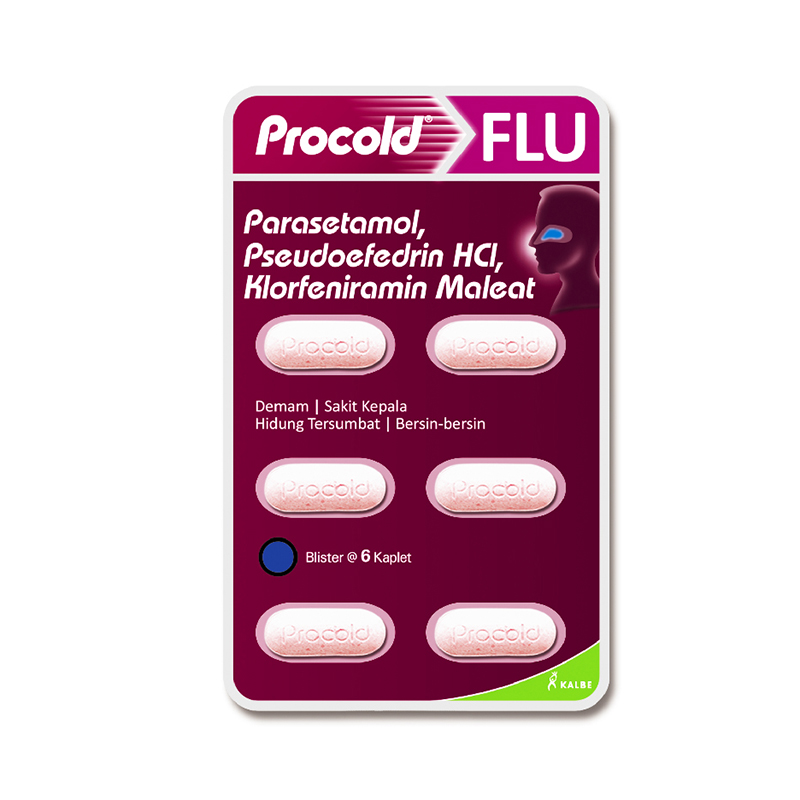 Procold® FLU
Parasetamol,
Pseudoefedrin HCl,
Klorfeniramin Maleat
Procold Procold
Demam | Sakit Kepala
Hidung Tersumbat | Bersin-bersin
Procold Procold
Blister @ 6 Kaplet
Procold Procold
KALBE